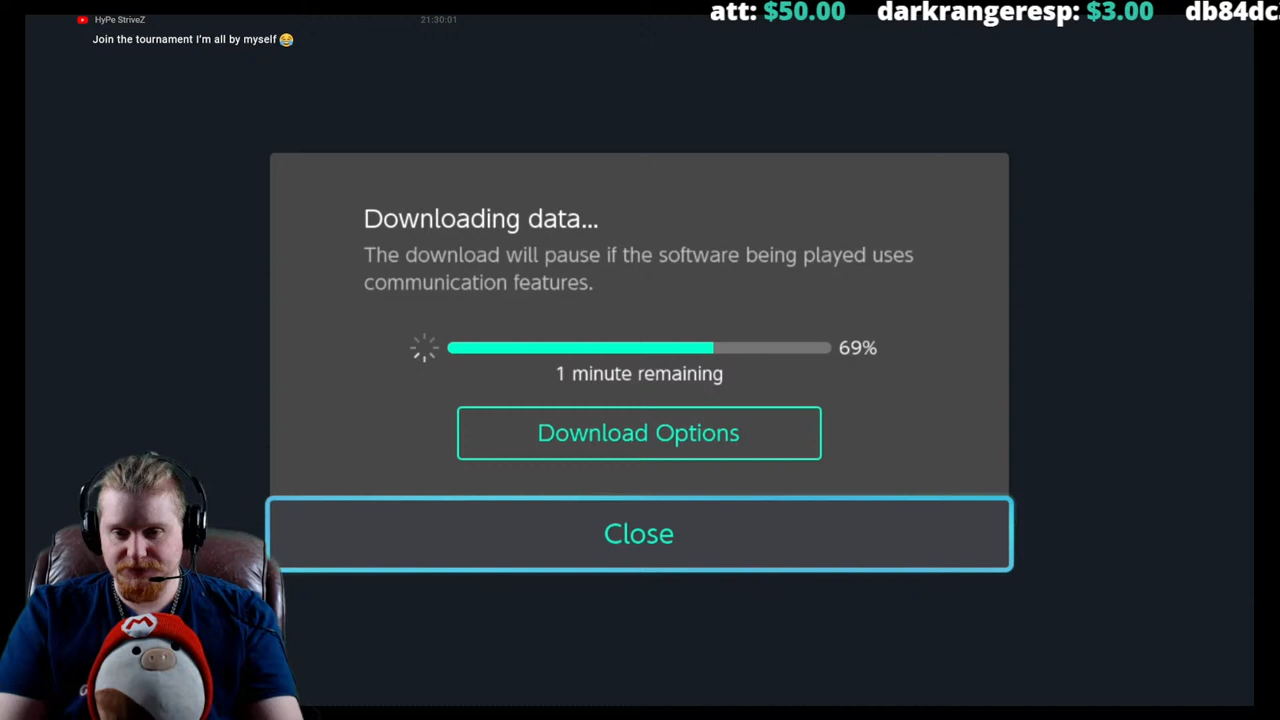 HyPe StriveZ 21:30:01
Join the tournament I'm all by myself 😂
att: $50.00 darkrangeresp: $3.00 db84dc
Downloading data...
The download will pause if the software being played uses
communication features.
69%
1 minute remaining
Download Options
Close
M